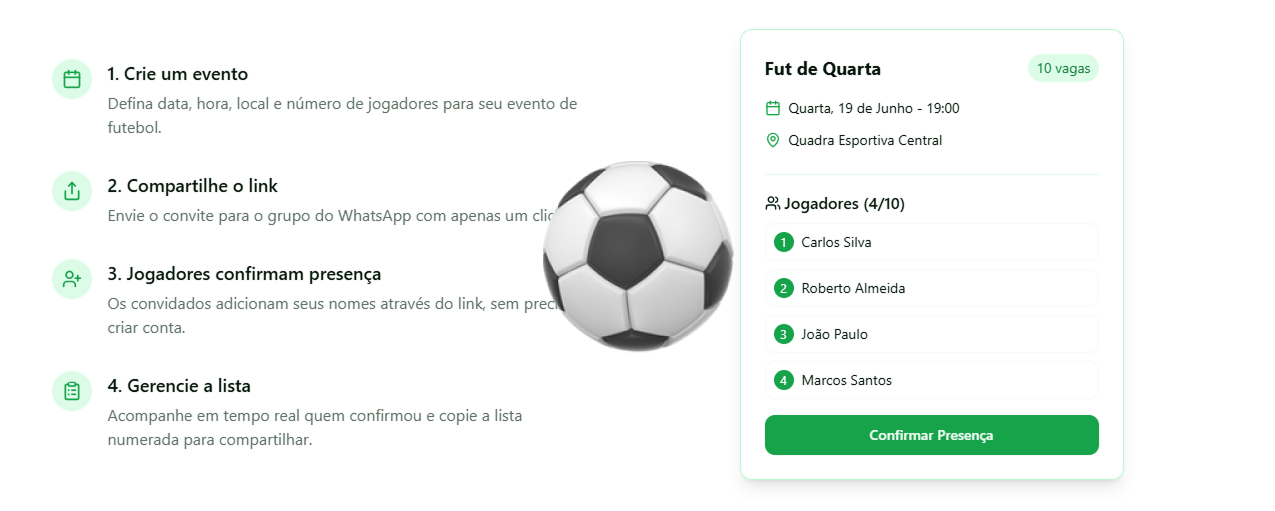 1. Crie um evento
Defina data, hora, local e número de jogadores para seu evento de
futebol.
2. Compartilhe o link
Envie o convite para o grupo do WhatsApp com apenas um
3. Jogadores confirmam presença
Os convidados adicionam seus nomes através do link, sem
criar conta.
4. Gerencie a lista
Acompanhe em tempo real quem confirmou e copie a lista
numerada para compartilhar.
Fut de Quarta
10 vagas
Quarta, 19 de Junho - 19:00
Quadra Esportiva Central
Jogadores (4/10)
1 Carlos Silva
2 Roberto Almeida
3 João Paulo
4 Marcos Santos
Confirmar Presença